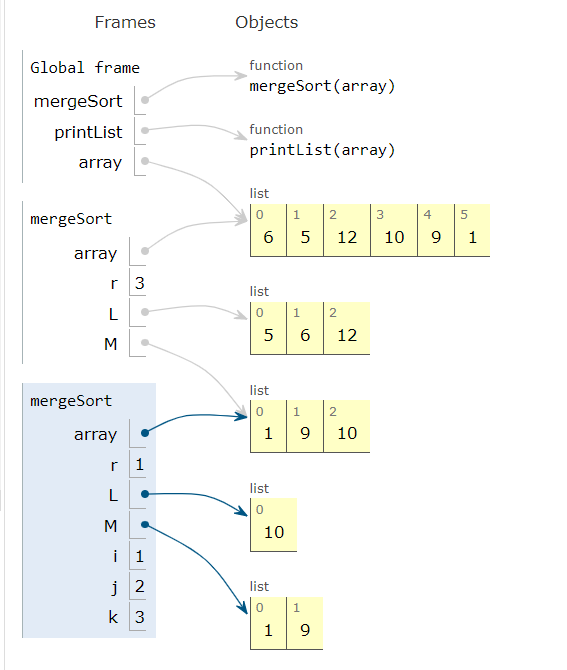 Frames Objects
Global frame
mergeSort
printList
array
function
mergeSort(array)
function
printList(array)
list
0 1 2 3 4 5
6 5 12 10 9 1
mergeSort
array
r 3
L
M
list
0 1 2
5 6 12
list
0 1 2
1 9 10
mergeSort
array
r 1
L
M
i 1
j 2
k 3
list
0
10
list
0 1
1 9